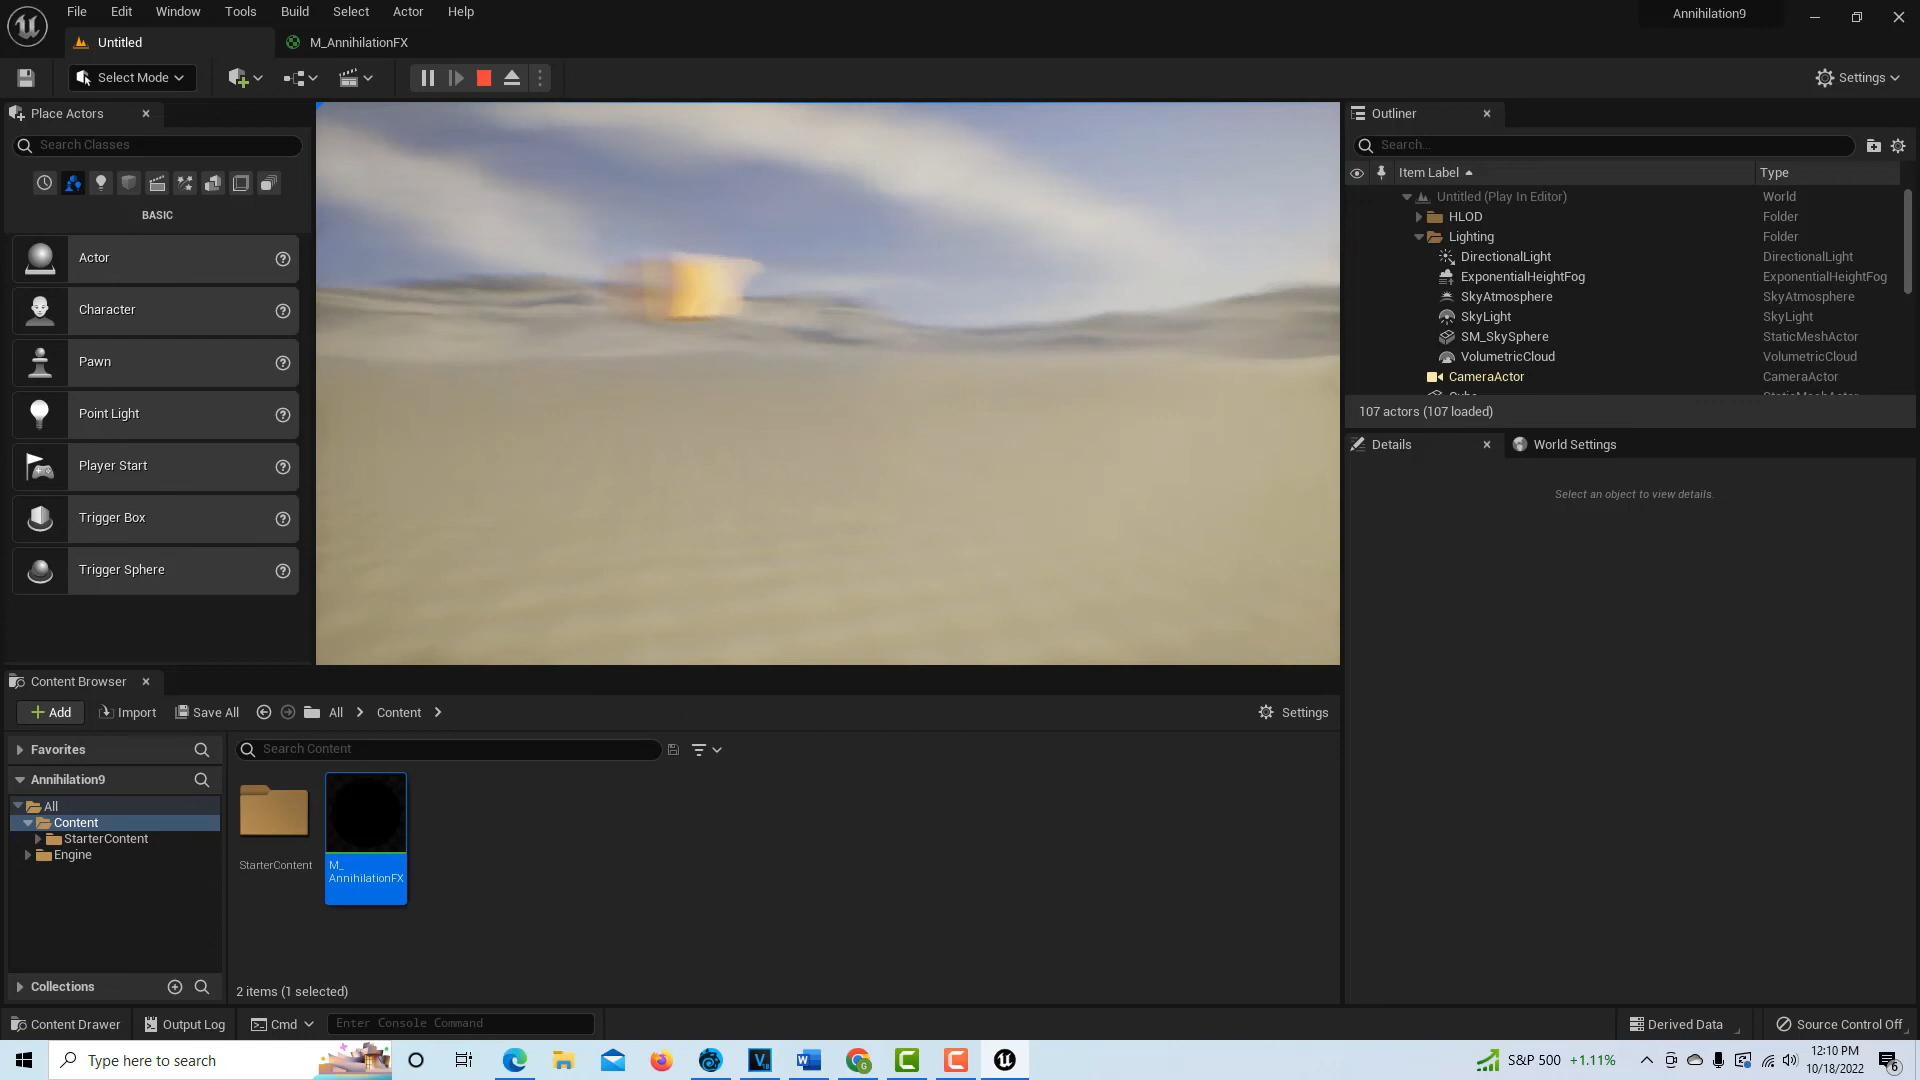 File Edit Window Tools Build Select Actor Help
Annihilation9
Untitled
M_AnnihilationFX
Select Mode
Settings
Place Actors
Search Classes
BASIC
Actor
Character
Pawn
Point Light
Player Start
Trigger Box
Trigger Sphere
Outliner
Search...
Item Label Type
Untitled (Play In Editor) World
HLOD Folder
Lighting Folder
DirectionalLight DirectionalLight
ExponentialHeightFog ExponentialHeightFog
SkyAtmosphere SkyAtmosphere
SkyLight SkyLight
SM_SkySphere StaticMeshActor
VolumetricCloud VolumetricCloud
CameraActor CameraActor
107 actors (107 loaded)
Details
World Settings
Select an object to view details.
Content Browser
Add Import Save All All Content Settings
Favorites
Annihilation9
All
Content
StarterContent
Engine
Collections
Search Content
StarterContent
M_
AnnihilationFX
2 items (1 selected)
Content Drawer Output Log Cmd Enter Console Command Derived Data Source Control Off
Type here to search
S&P 500 +1.11%
12:10 PM
10/18/2022
6